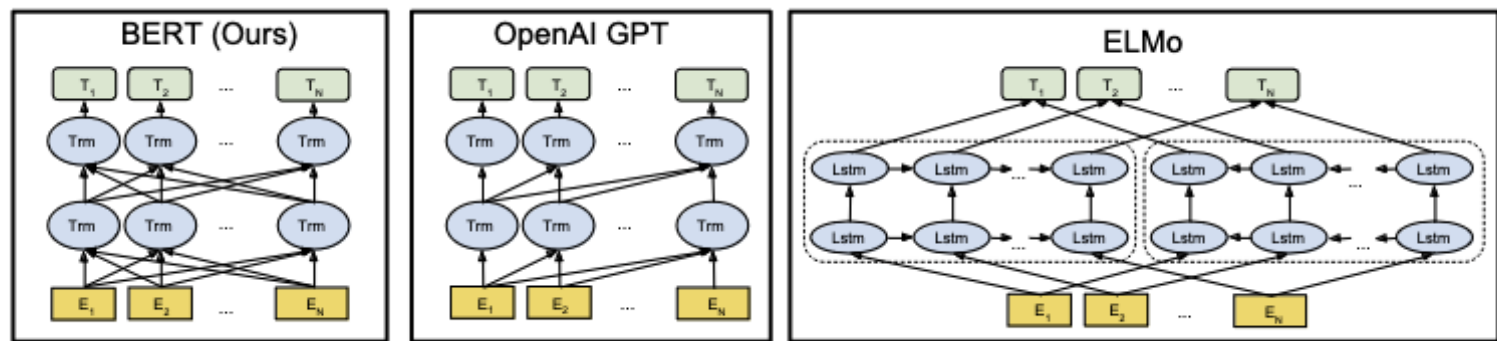 BERT (Ours)
T1 T2 ... TN
Trm Trm ... Trm
Trm Trm ... Trm
E1 E2 ... EN
OpenAI GPT
T1 T2 ... TN
Trm Trm ... Trm
Trm Trm ... Trm
E1 E2 ... EN
ELMo
T1 T2 ... TN
Lstm Lstm ... Lstm Lstm Lstm ... Lstm
Lstm Lstm ... Lstm Lstm Lstm ... Lstm
E1 E2 ... EN